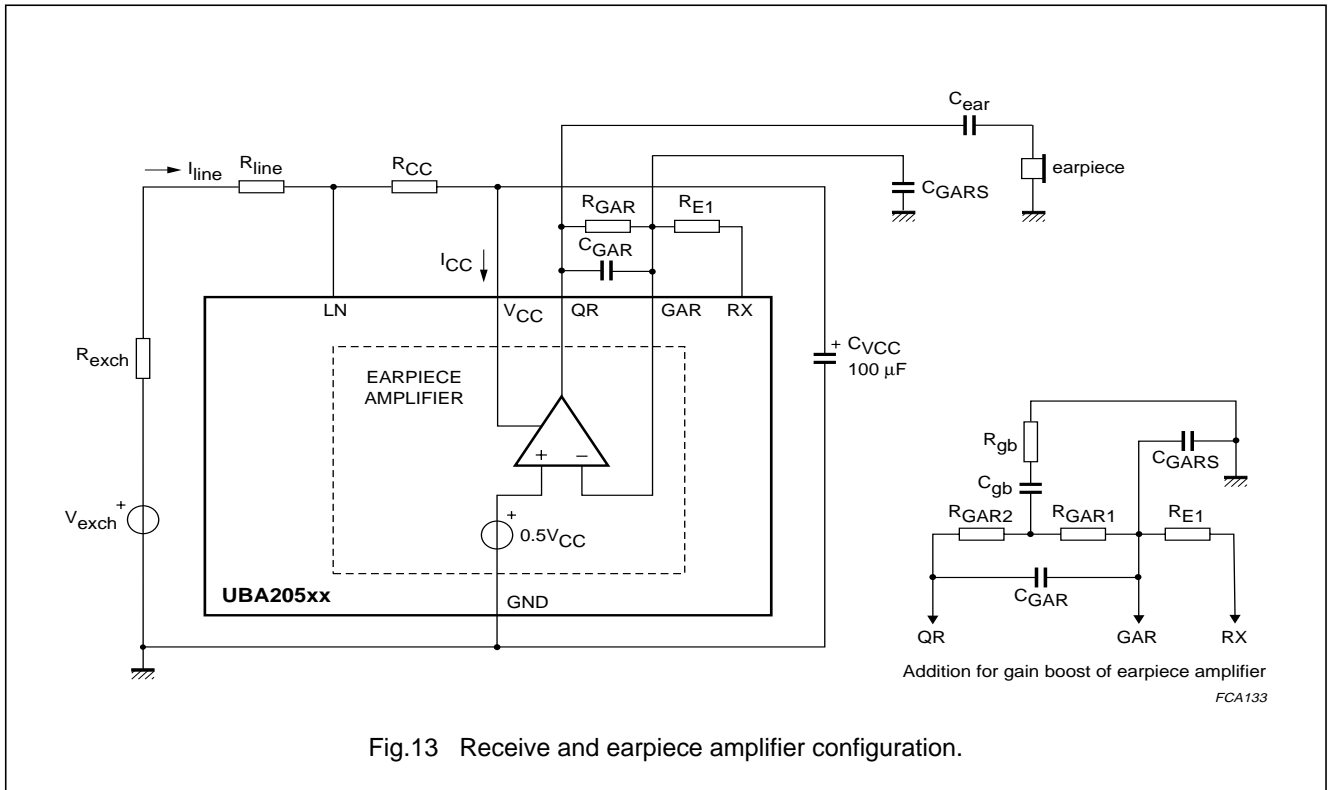 C_ear
I_line
R_line
R_CC
earpiece
C_GARS
R_GAR
R_E1
C_GAR
I_CC
LN
V_CC
QR
GAR
RX
+
C_VCC
100 µF
R_exch
EARPIECE
AMPLIFIER
R_gb
C_GARS
+ −
C_gb
R_GAR2
R_GAR1
R_E1
V_exch
+
+
0.5V_CC
UBA205xx
GND
C_GAR
QR
GAR
RX
Addition for gain boost of earpiece amplifier
FCA133
Fig.13 Receive and earpiece amplifier configuration.